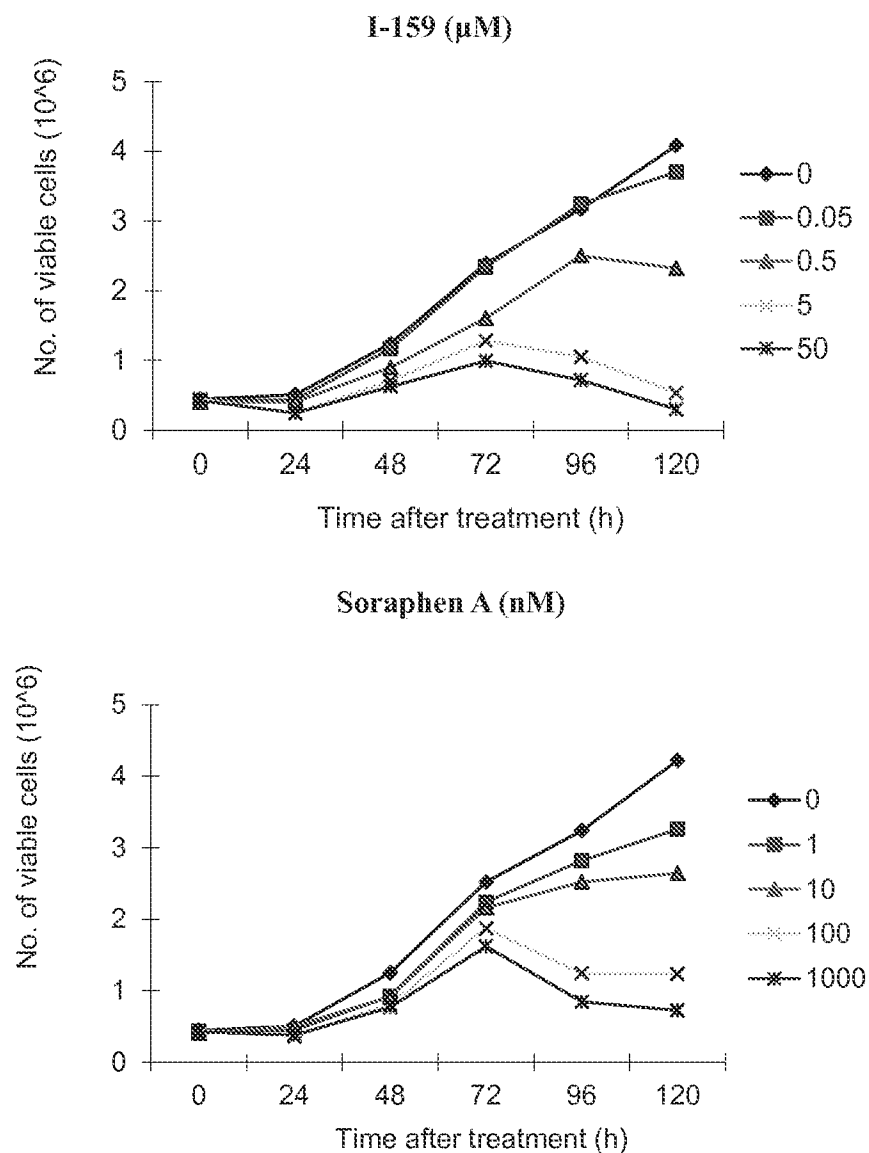 I-159 (µM)
No. of viable cells (10^6)
5
4
3
2
1
0
0 24 48 72 96 120
Time after treatment (h)
0
0.05
0.5
5
50
Soraphen A (nM)
No. of viable cells (10^6)
5
4
3
2
1
0
0 24 48 72 96 120
Time after treatment (h)
0
1
10
100
1000